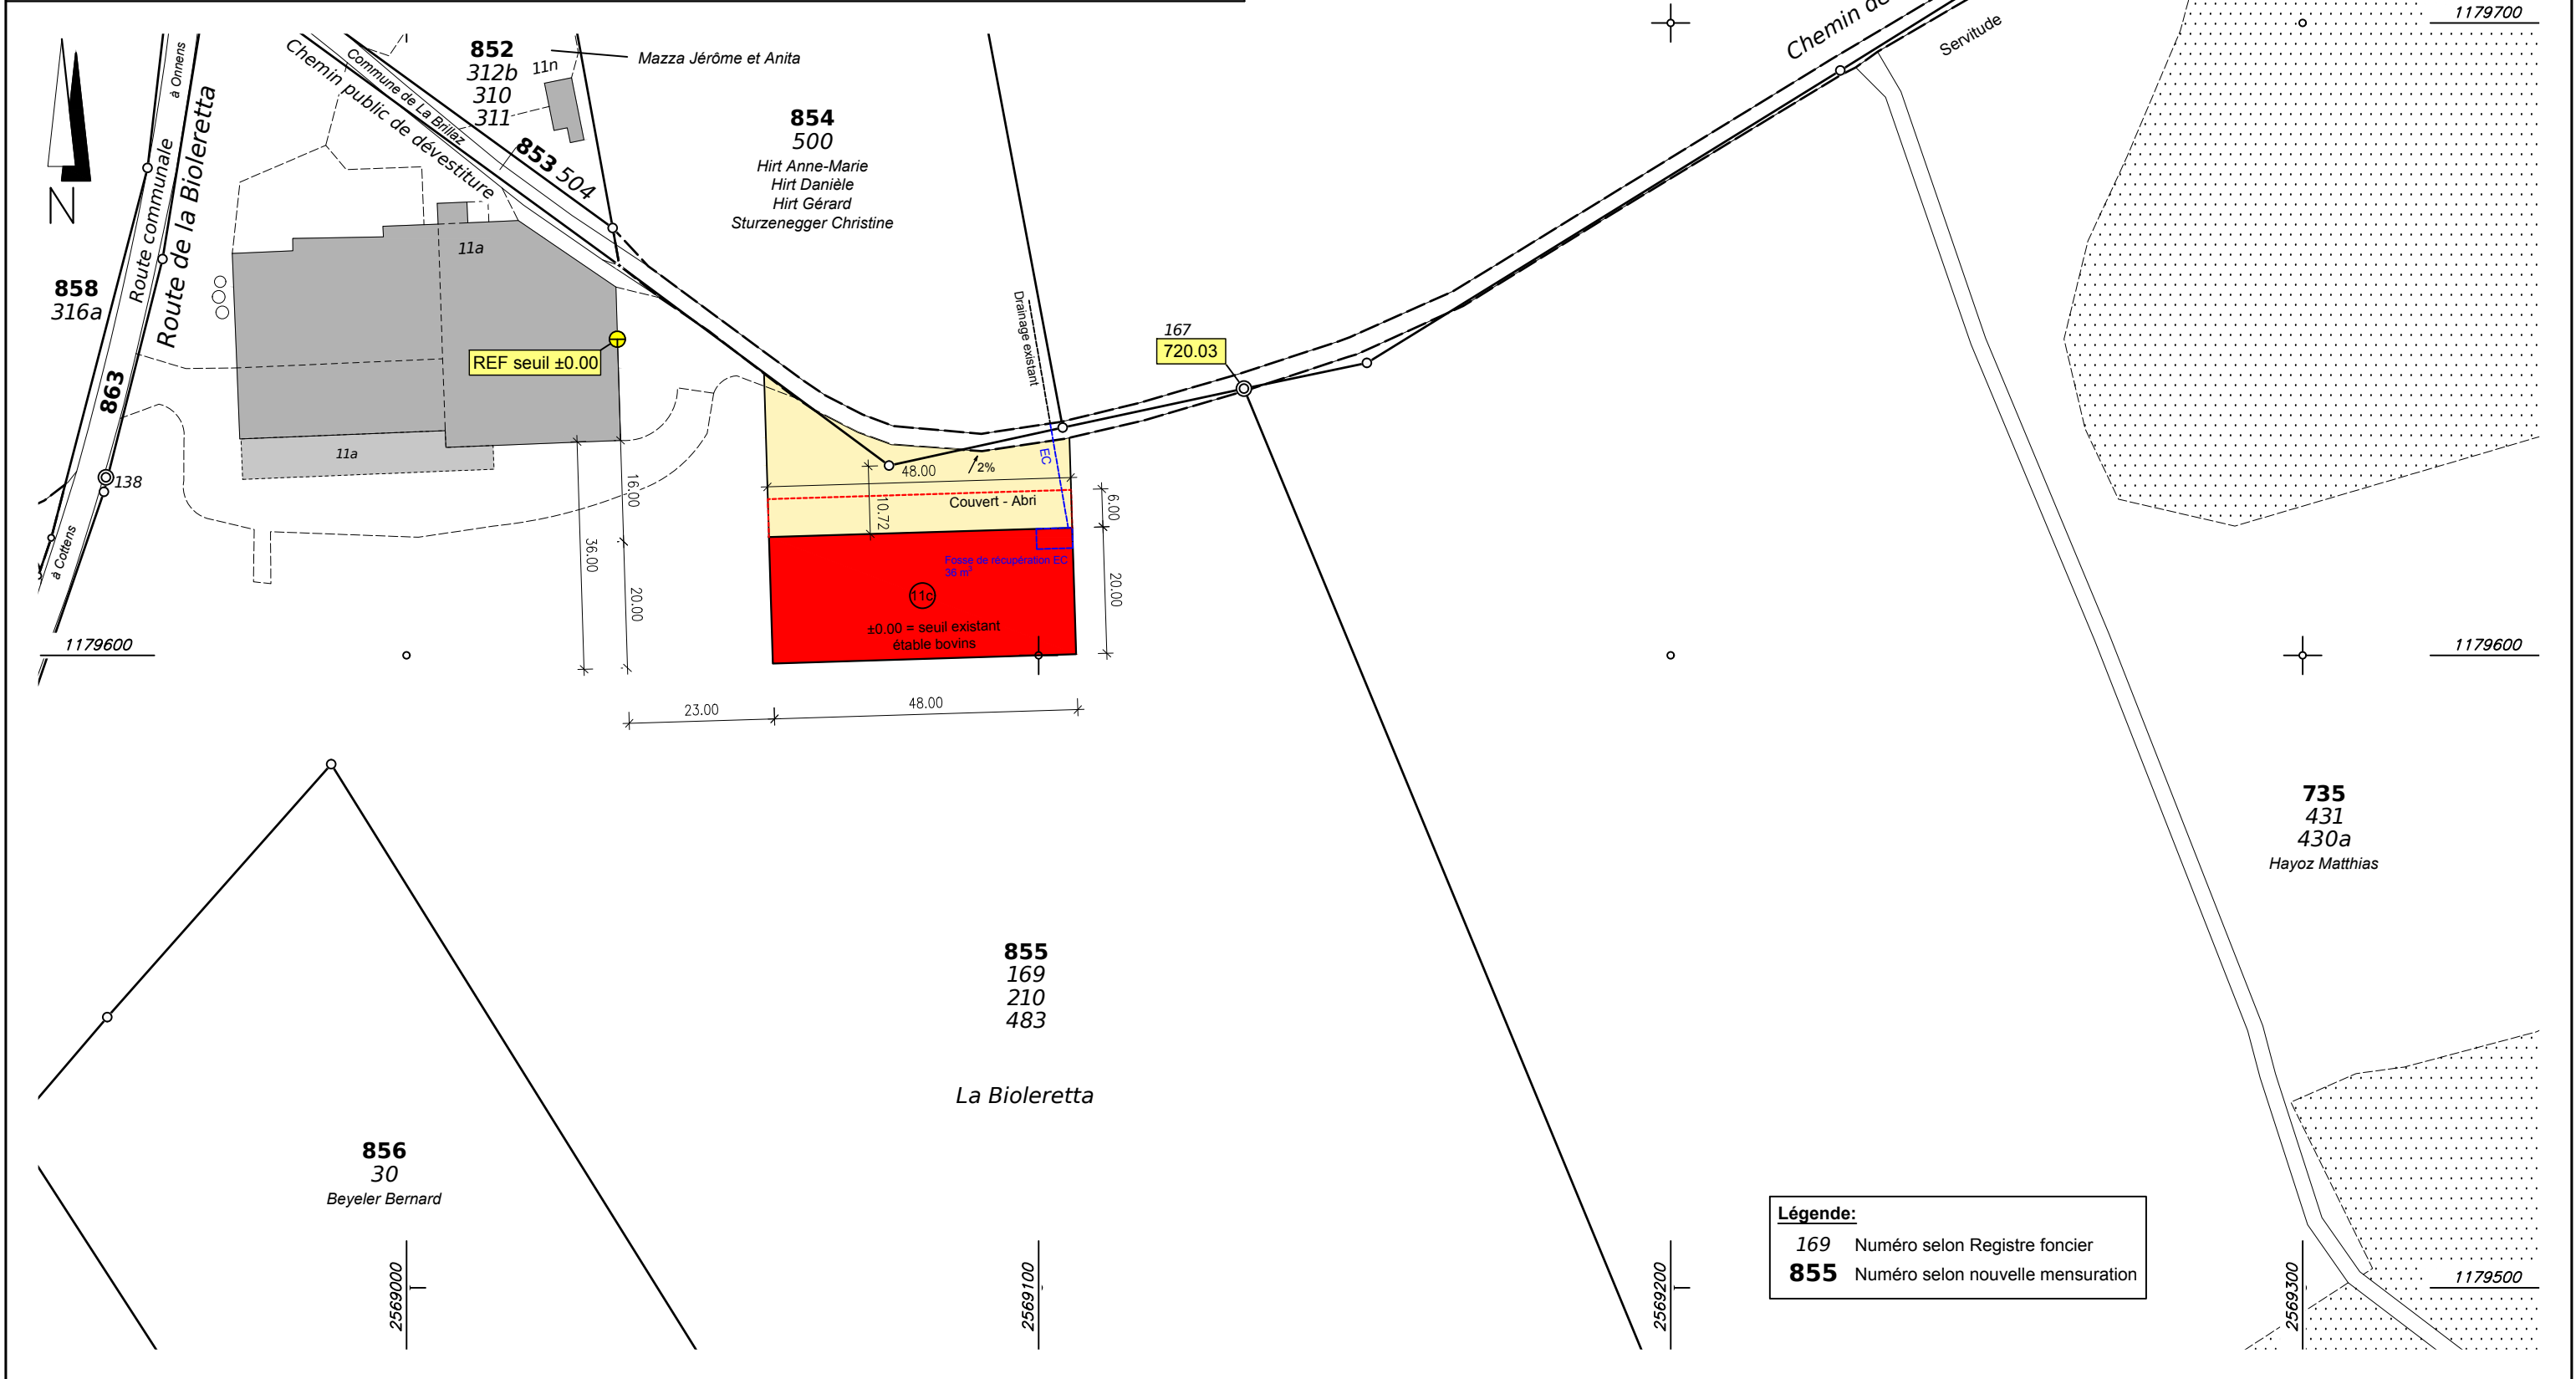 1179700
Chemin de
Servitude
à Onnens
Route communale
Route de la Bioleretta
Commune de La Brillaz
Chemin public de dévestiture
852
312b
310
311
11n
Mazza Jérôme et Anita
853 504
854
500
Hirt Anne-Marie
Hirt Danièle
Hirt Gérard
Sturzenegger Christine
N
858
316a
11a
REF seuil ±0.00
863
11a
138
à Cottens
Drainage existant
167
720.03
EC
48.00
2%
10.72
Couvert - Abri
6.00
16.00
36.00
20.00
Fosse de récupération EC
36 m³
11c
±0.00 = seuil existant
étable bovins
20.00
1179600
1179600
23.00
48.00
735
431
430a
Hayoz Matthias
855
169
210
483
La Bioleretta
856
30
Beyeler Bernard
Légende:
169 Numéro selon Registre foncier
855 Numéro selon nouvelle mensuration
2569000
2569100
2569200
2569300
1179500